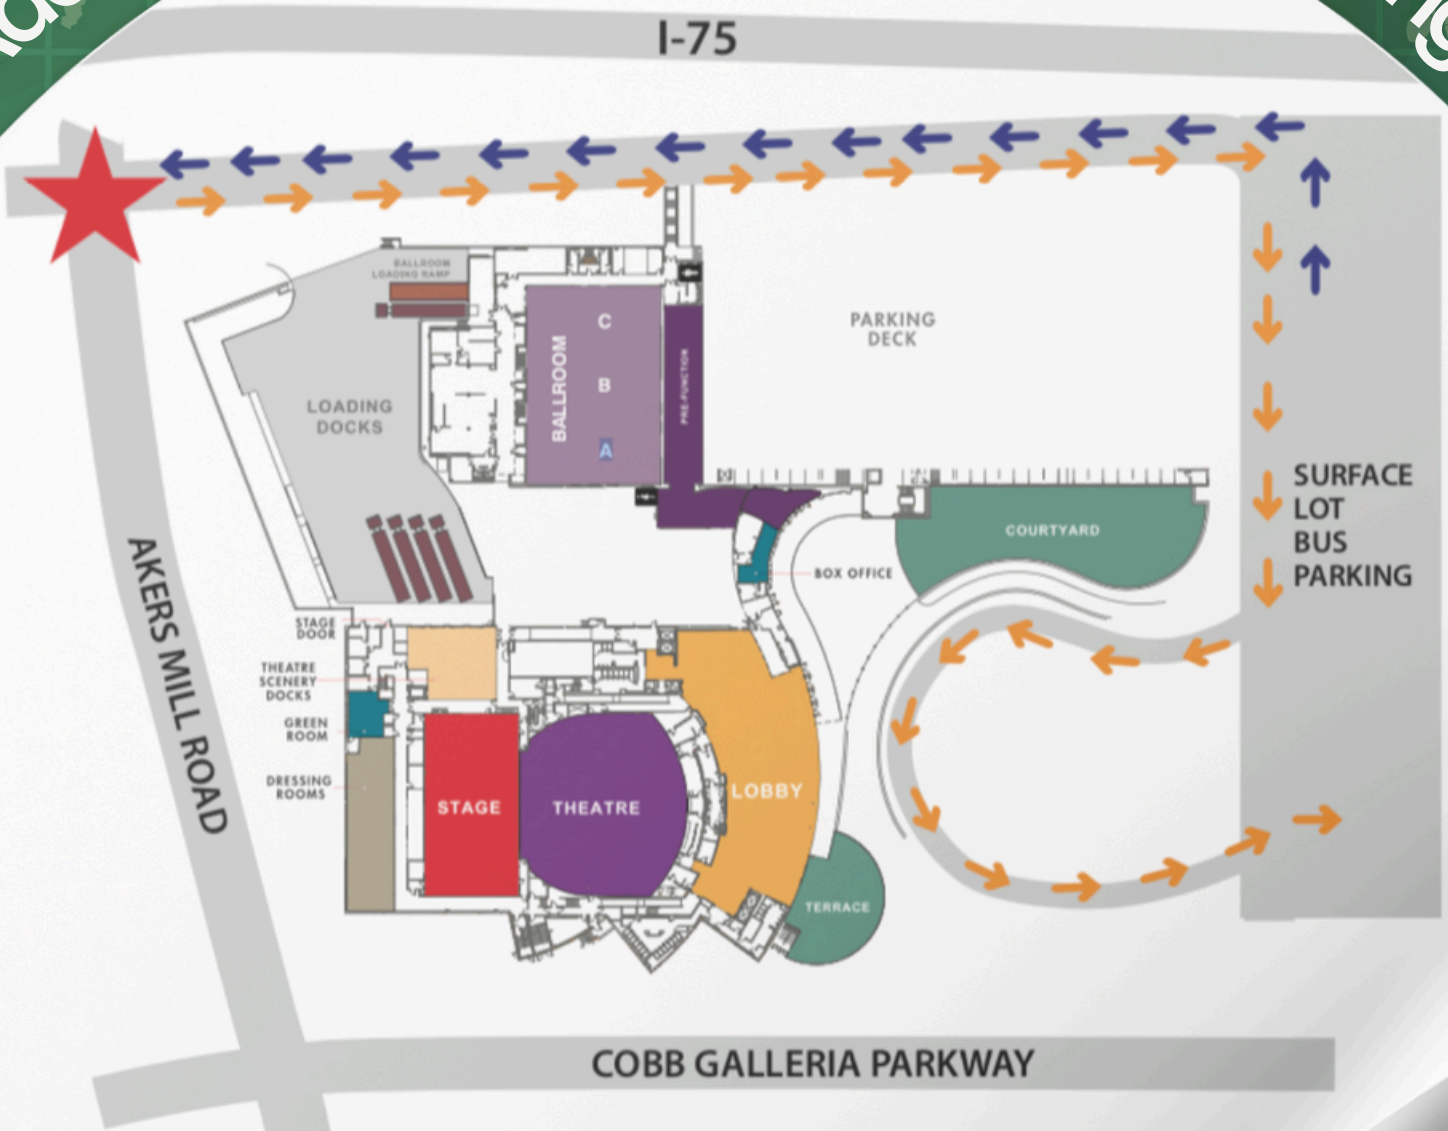 I-75
BALLROOM
LOADING RAMP
C
B
A
BALLROOM
PRE-FUNCTION
PARKING
DECK
LOADING
DOCKS
SURFACE
LOT
BUS
PARKING
COURTYARD
BOX OFFICE
AKERS MILL ROAD
STAGE
DOOR
THEATRE
SCENERY
DOCKS
GREEN
ROOM
DRESSING
ROOMS
STAGE
THEATRE
LOBBY
TERRACE
COBB GALLERIA PARKWAY